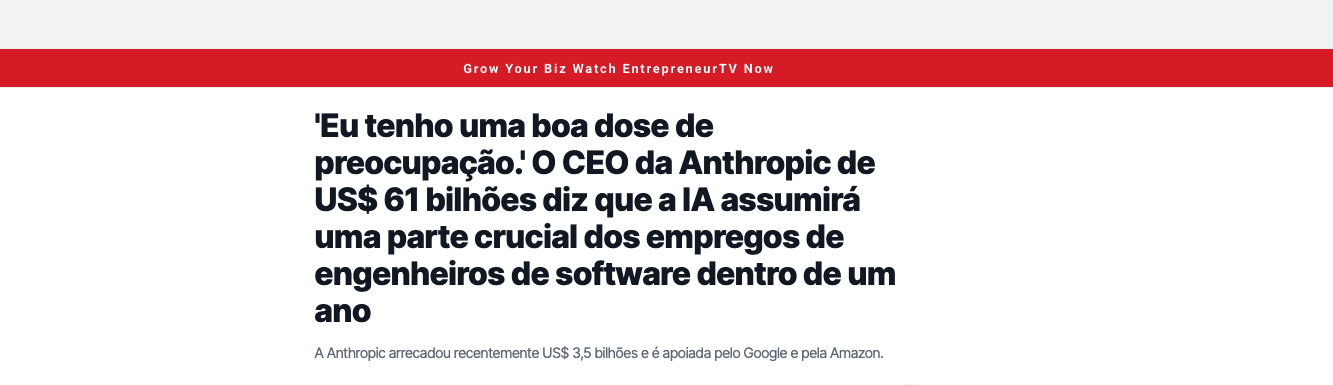 Grow Your Biz Watch EntrepreneurTV Now
'Eu tenho uma boa dose de
preocupação.' O CEO da Anthropic de
US$ 61 bilhões diz que a IA assumirá
uma parte crucial dos empregos de
engenheiros de software dentro de um
ano
A Anthropic arrecadou recentemente US$ 3,5 bilhões e é apoiada pelo Google e pela Amazon.